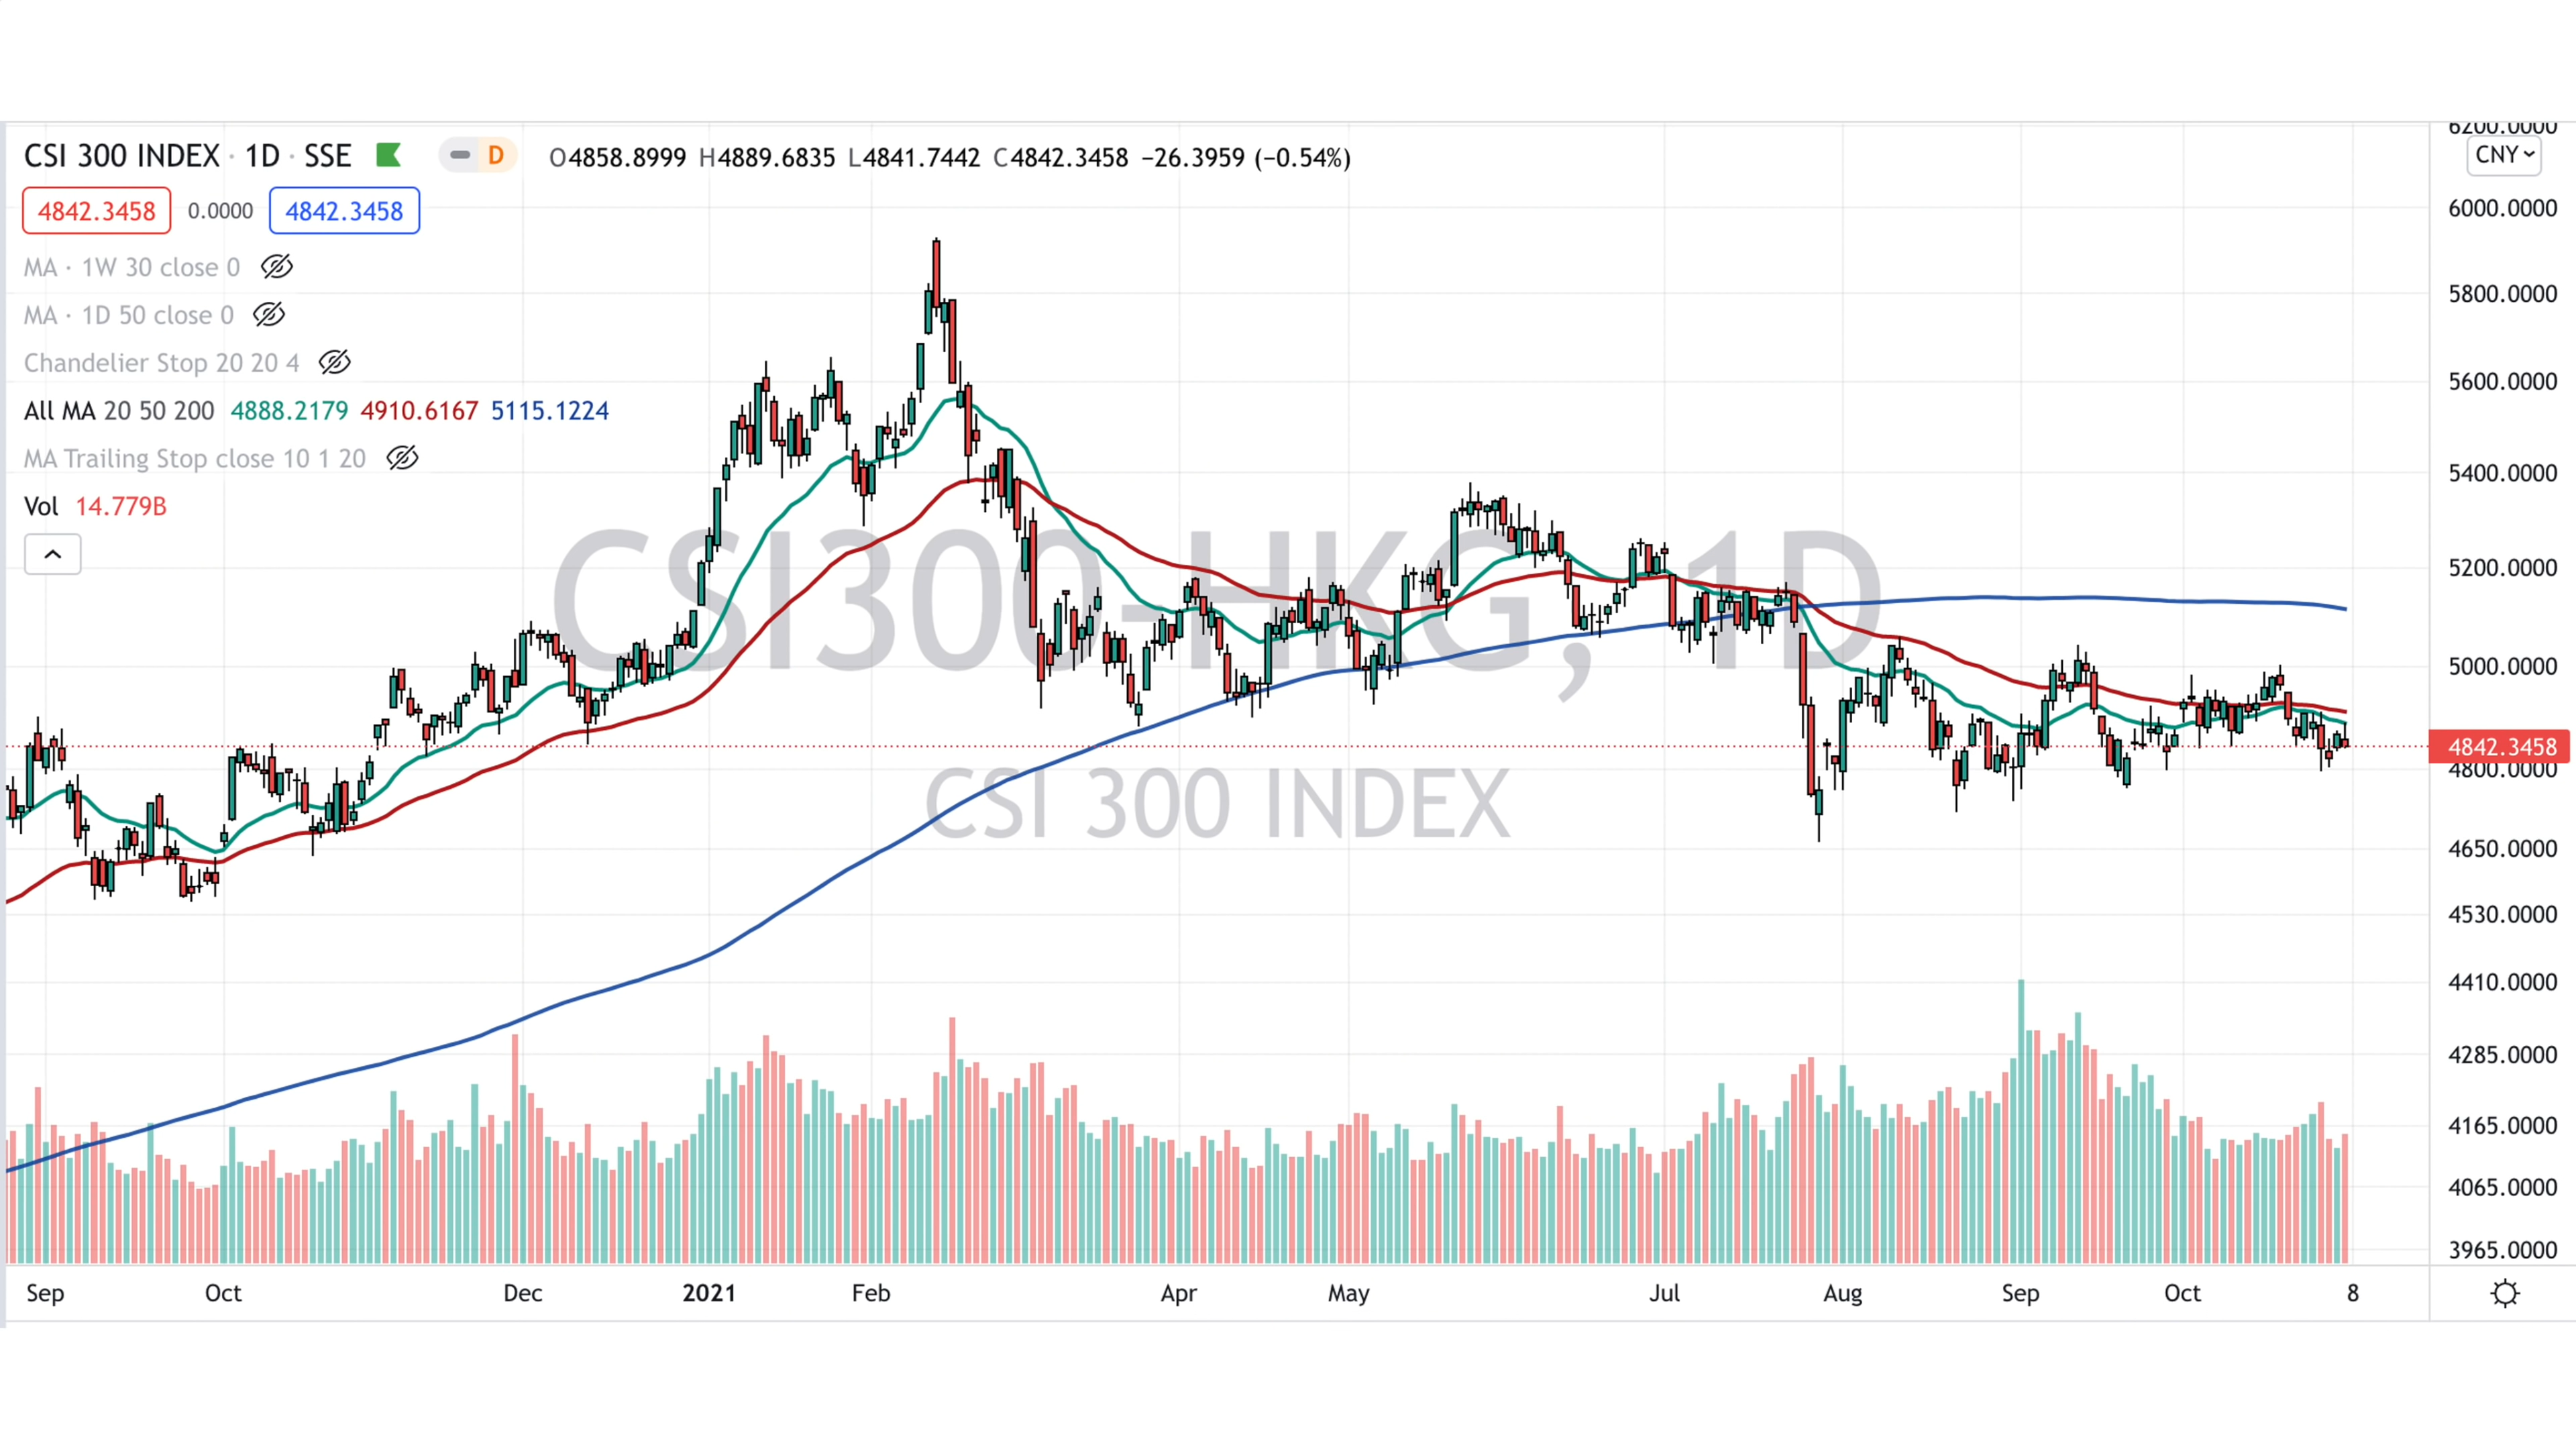 CSI 300 INDEX · 1D · SSE D O4858.8999 H4889.6835 L4841.7442 C4842.3458 −26.3959 (−0.54%)
4842.3458 0.0000 4842.3458
MA · 1W 30 close 0
MA · 1D 50 close 0
Chandelier Stop 20 20 4
All MA 20 50 200 4888.2179 4910.6167 5115.1224
MA Trailing Stop close 10 1 20
Vol 14.779B
CSI300-HKG, 1D
CSI 300 INDEX
6200.0000
CNY
6000.0000
5800.0000
5600.0000
5400.0000
5200.0000
5000.0000
4842.3458
4800.0000
4650.0000
4530.0000
4410.0000
4285.0000
4165.0000
4065.0000
3965.0000
Sep Oct Dec 2021 Feb Apr May Jul Aug Sep Oct 8